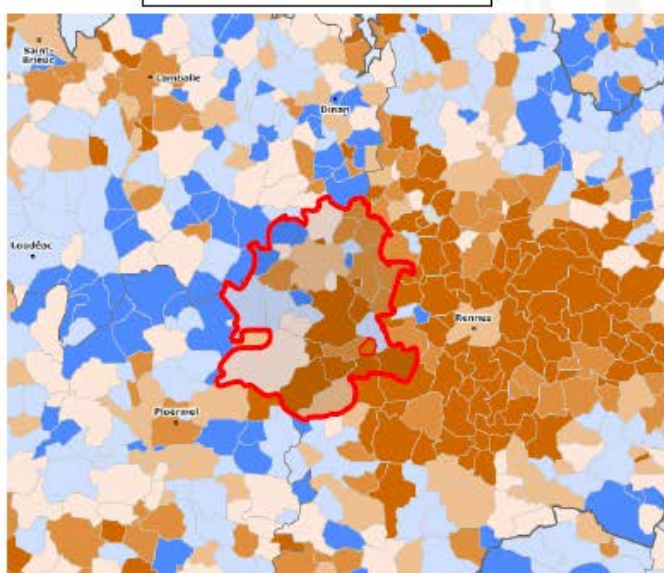 Saint-
Brieuc
Lamballe
Dinan
Loudéac
Rennes
Ploermel